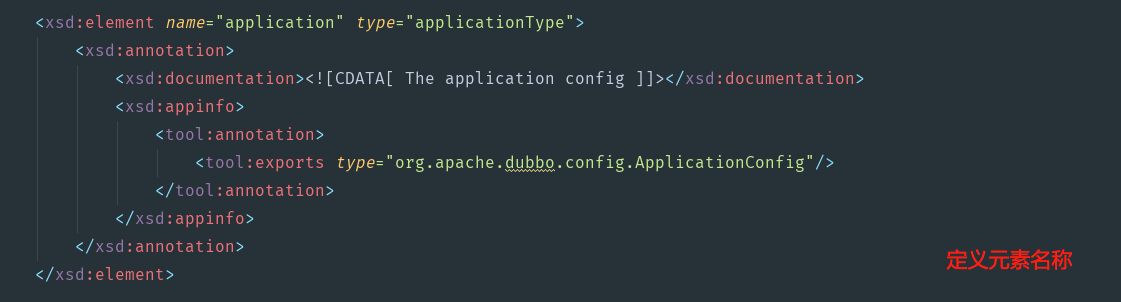 <xsd:element name="application" type="applicationType">
<xsd:annotation>
<xsd:documentation><![CDATA[ The application config ]]></xsd:documentation>
<xsd:appinfo>
<tool:annotation>
<tool:exports type="org.apache.dubbo.config.ApplicationConfig"/>
</tool:annotation>
</xsd:appinfo>
</xsd:annotation>
定义元素名称
</xsd:element>